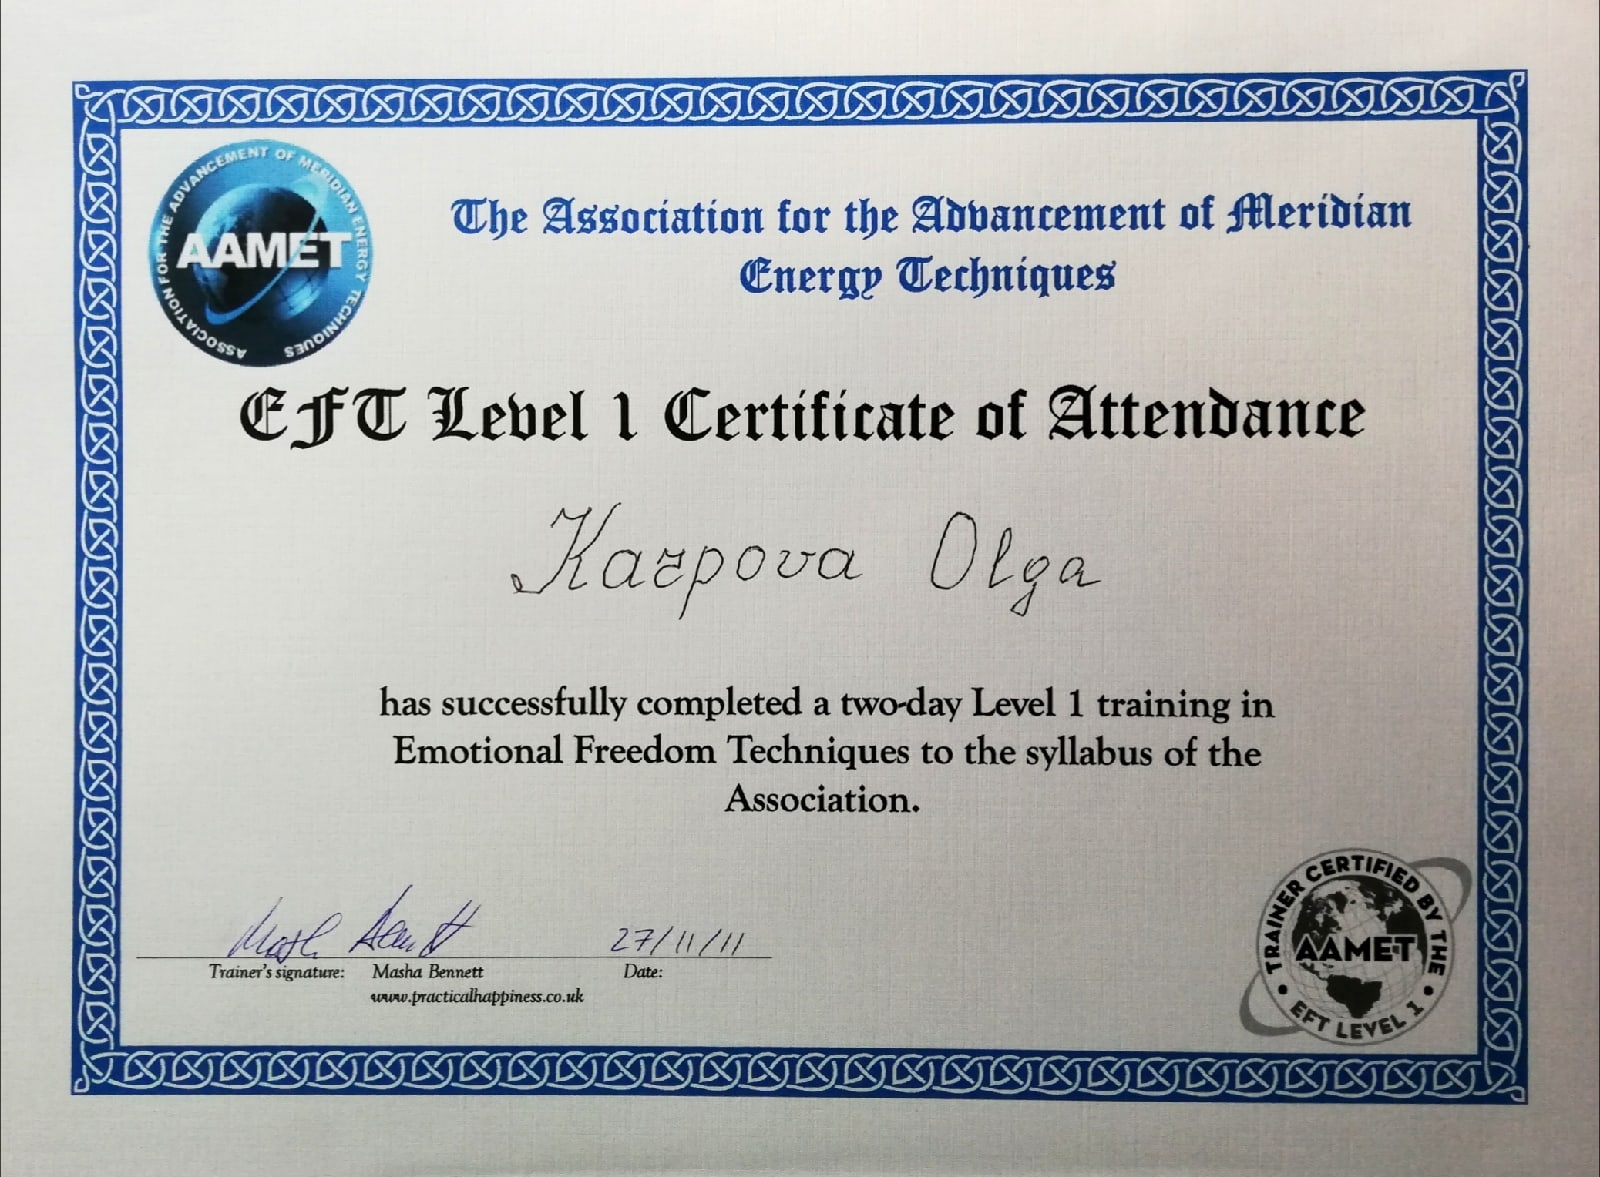 ASSOCIATION FOR THE ADVANCEMENT OF MERIDIAN ENERGY TECHNIQUES
AAMET
The Association for the Advancement of Meridian
Energy Techniques
EFT Level 1 Certificate of Attendance
Karpova Olga
has successfully completed a two-day Level 1 training in
Emotional Freedom Techniques to the syllabus of the
Association.
Masha Bennett 27/11/11
Trainer's signature: Masha Bennett Date:
www.practicalhappiness.co.uk
TRAINER CERTIFIED BY THE
AAMET
• EFT LEVEL 1 •